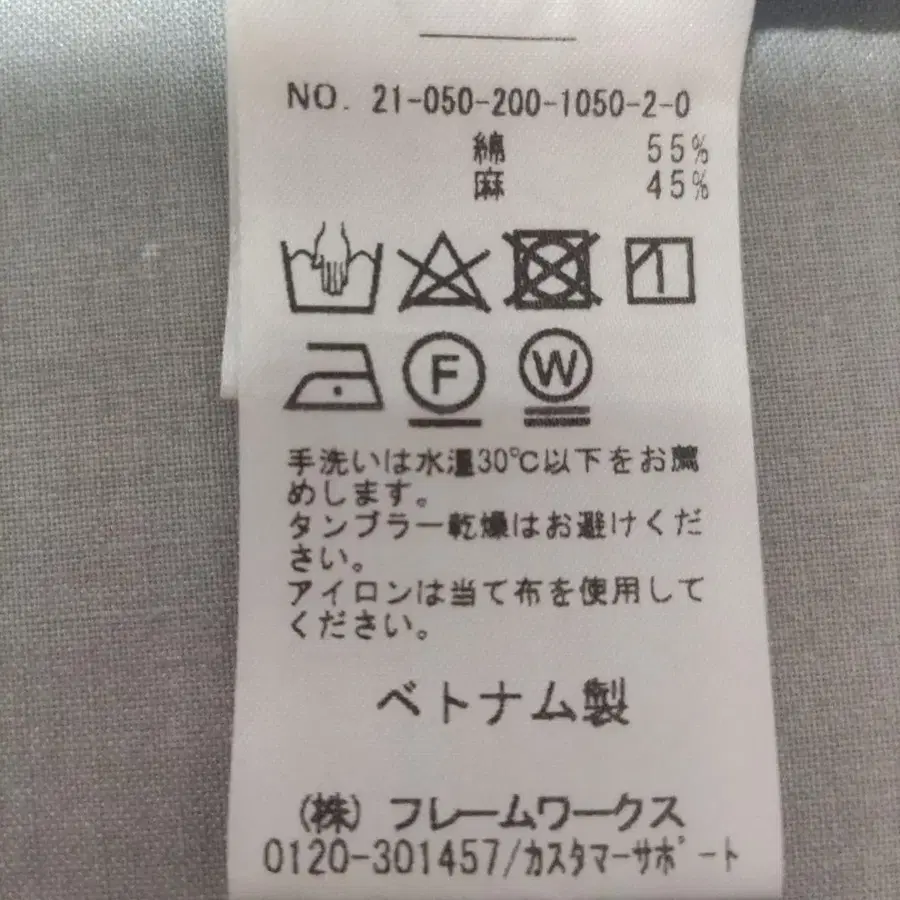 NO. 21-050-200-1050-2-0
綿 55%
麻 45%
F W
手洗いは水温30℃以下をお薦
めします。
タンブラー乾燥はお避けくだ
さい。
アイロンは当て布を使用して
ください。
ベトナム製
(株) フレームワークス
0120-301457/カスタマーサポート